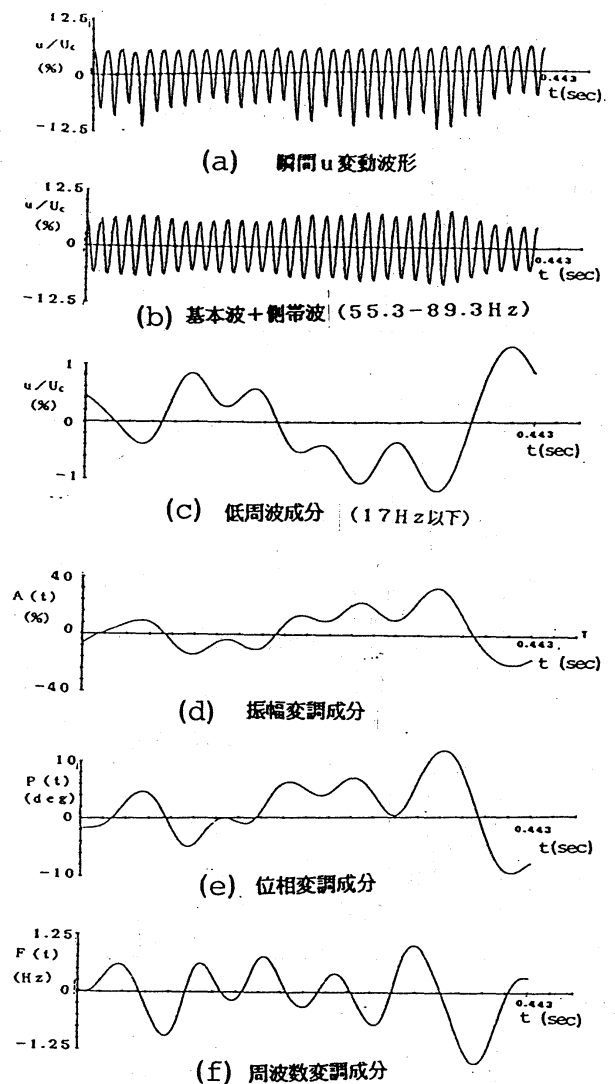 12.5
u/Uc
(%)
0
-12.5
0.443
t(sec)
(a) 瞬間u変動波形
12.5
u/Uc
(%)
0
-12.5
0.443
t (sec)
(b) 基本波+側帯波 (55.3-89.3Hz)
1
u/Uc
(%)
0
-1
0.443
t(sec)
(c) 低周波成分 (17Hz以下)
40
A(t)
(%)
0
-40
0.443
T
t (sec)
(d) 振幅変調成分
10
P(t)
(deg)
0
-10
0.443
t(sec)
(e) 位相変調成分
1.25
F(t)
(Hz)
0
-1.25
0.443
t (sec)
(f) 周波数変調成分